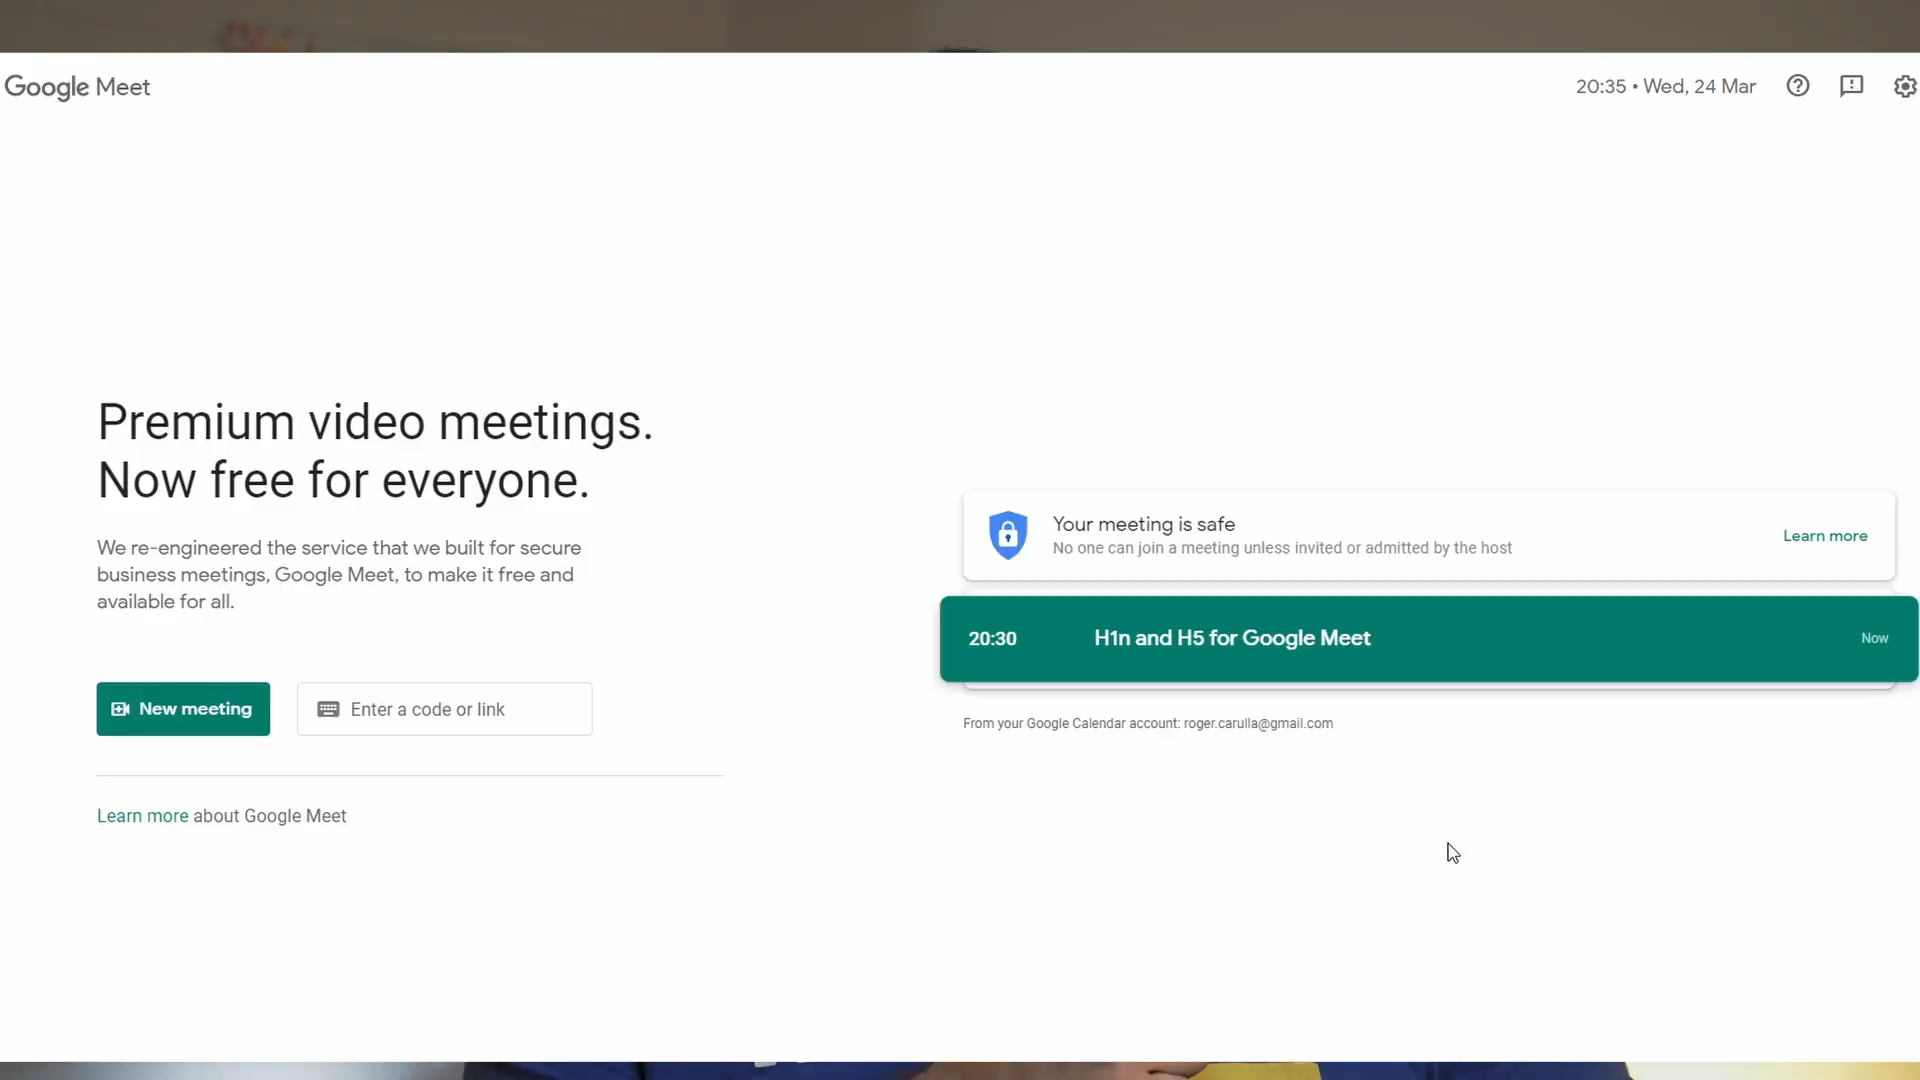 Google Meet
20:35 • Wed, 24 Mar
Premium video meetings.
Now free for everyone.
We re-engineered the service that we built for secure
business meetings, Google Meet, to make it free and
available for all.
New meeting
Enter a code or link
Learn more about Google Meet
Your meeting is safe
No one can join a meeting unless invited or admitted by the host
Learn more
20:30 H1n and H5 for Google Meet Now
From your Google Calendar account: roger.carulla@gmail.com